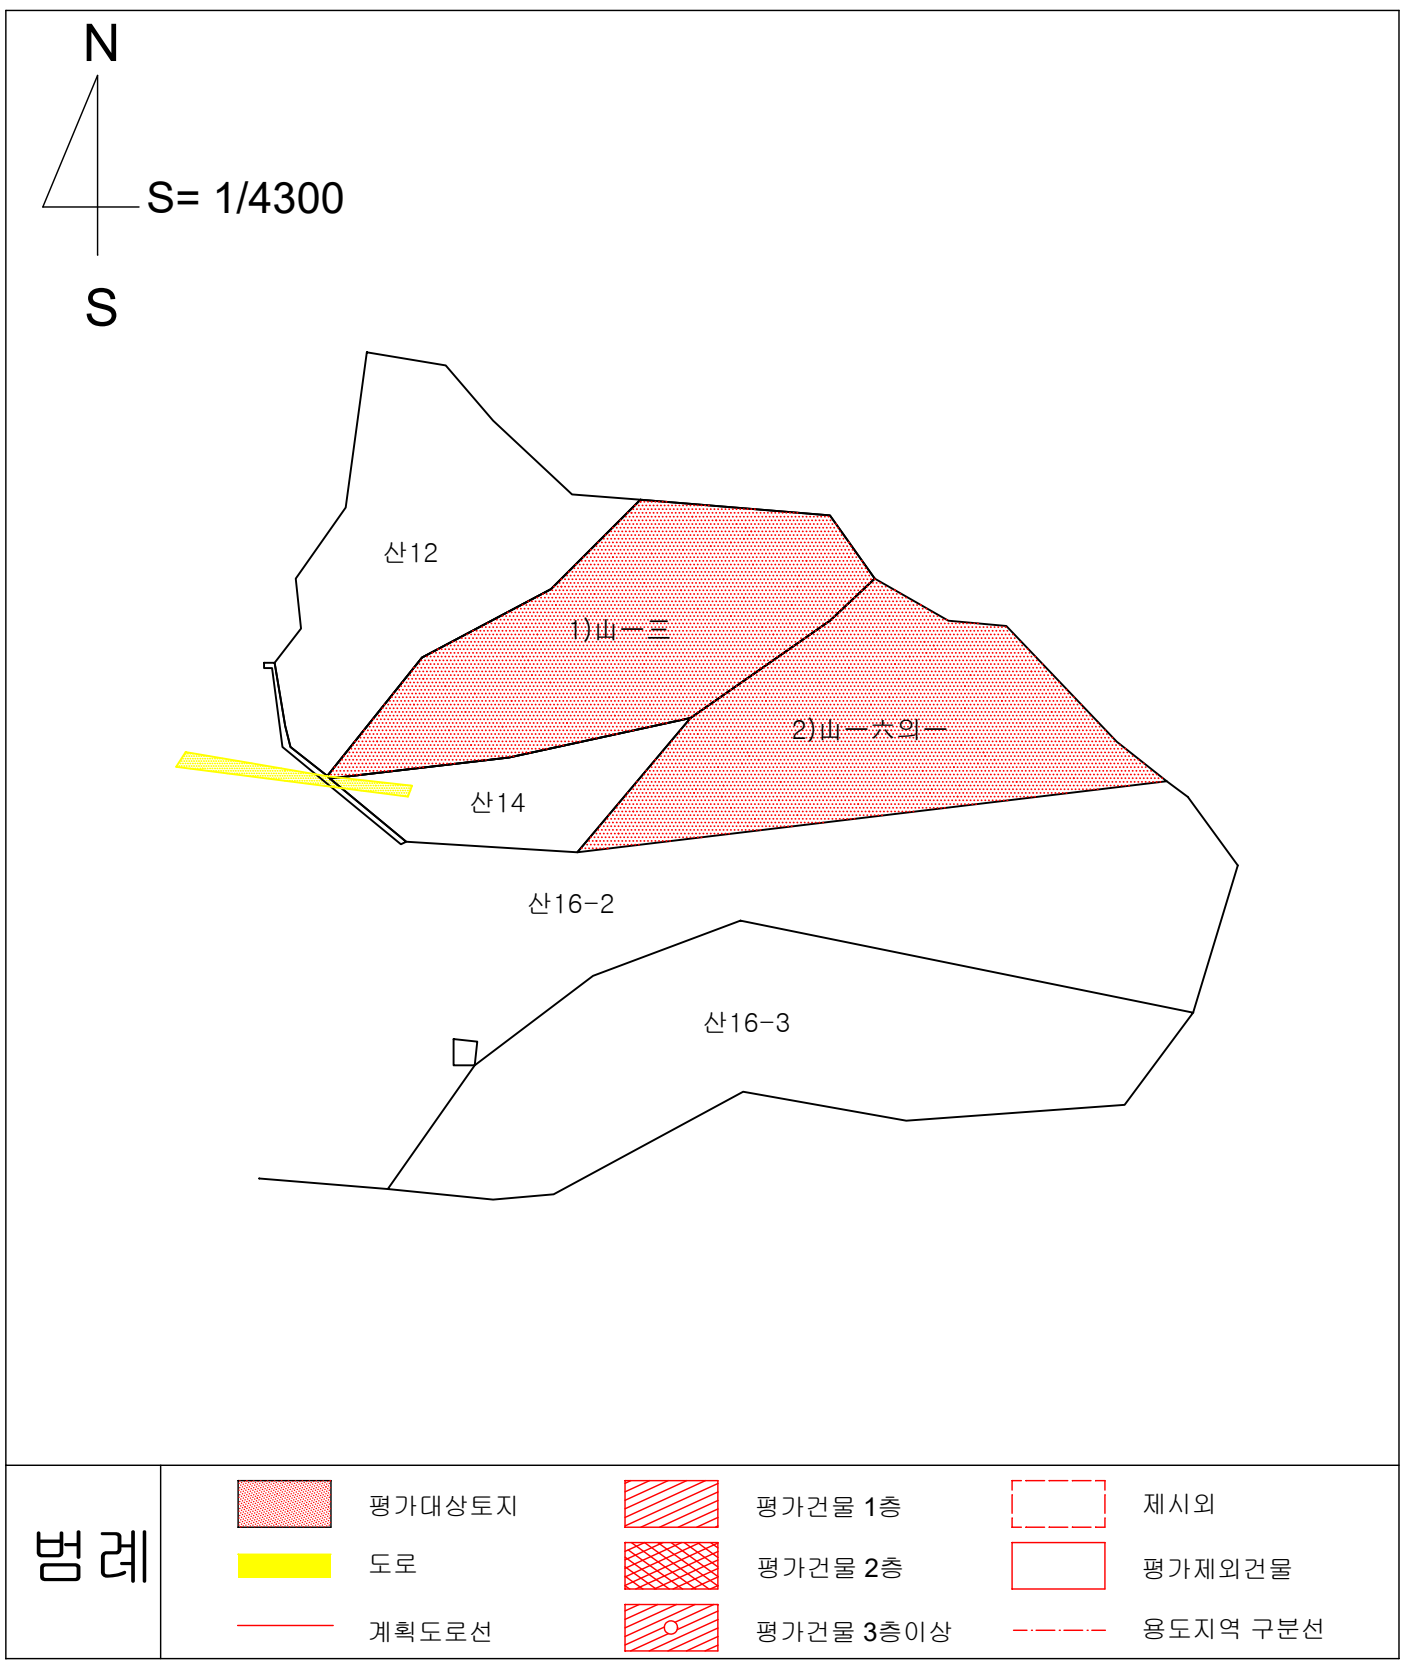 N
S= 1/4300
S
산12
1)山一三
2)山一六의一
산14
산16-2
산16-3
범례
평가대상토지
도로
계획도로선
평가건물 1층
평가건물 2층
평가건물 3층이상
제시외
평가제외건물
용도지역 구분선